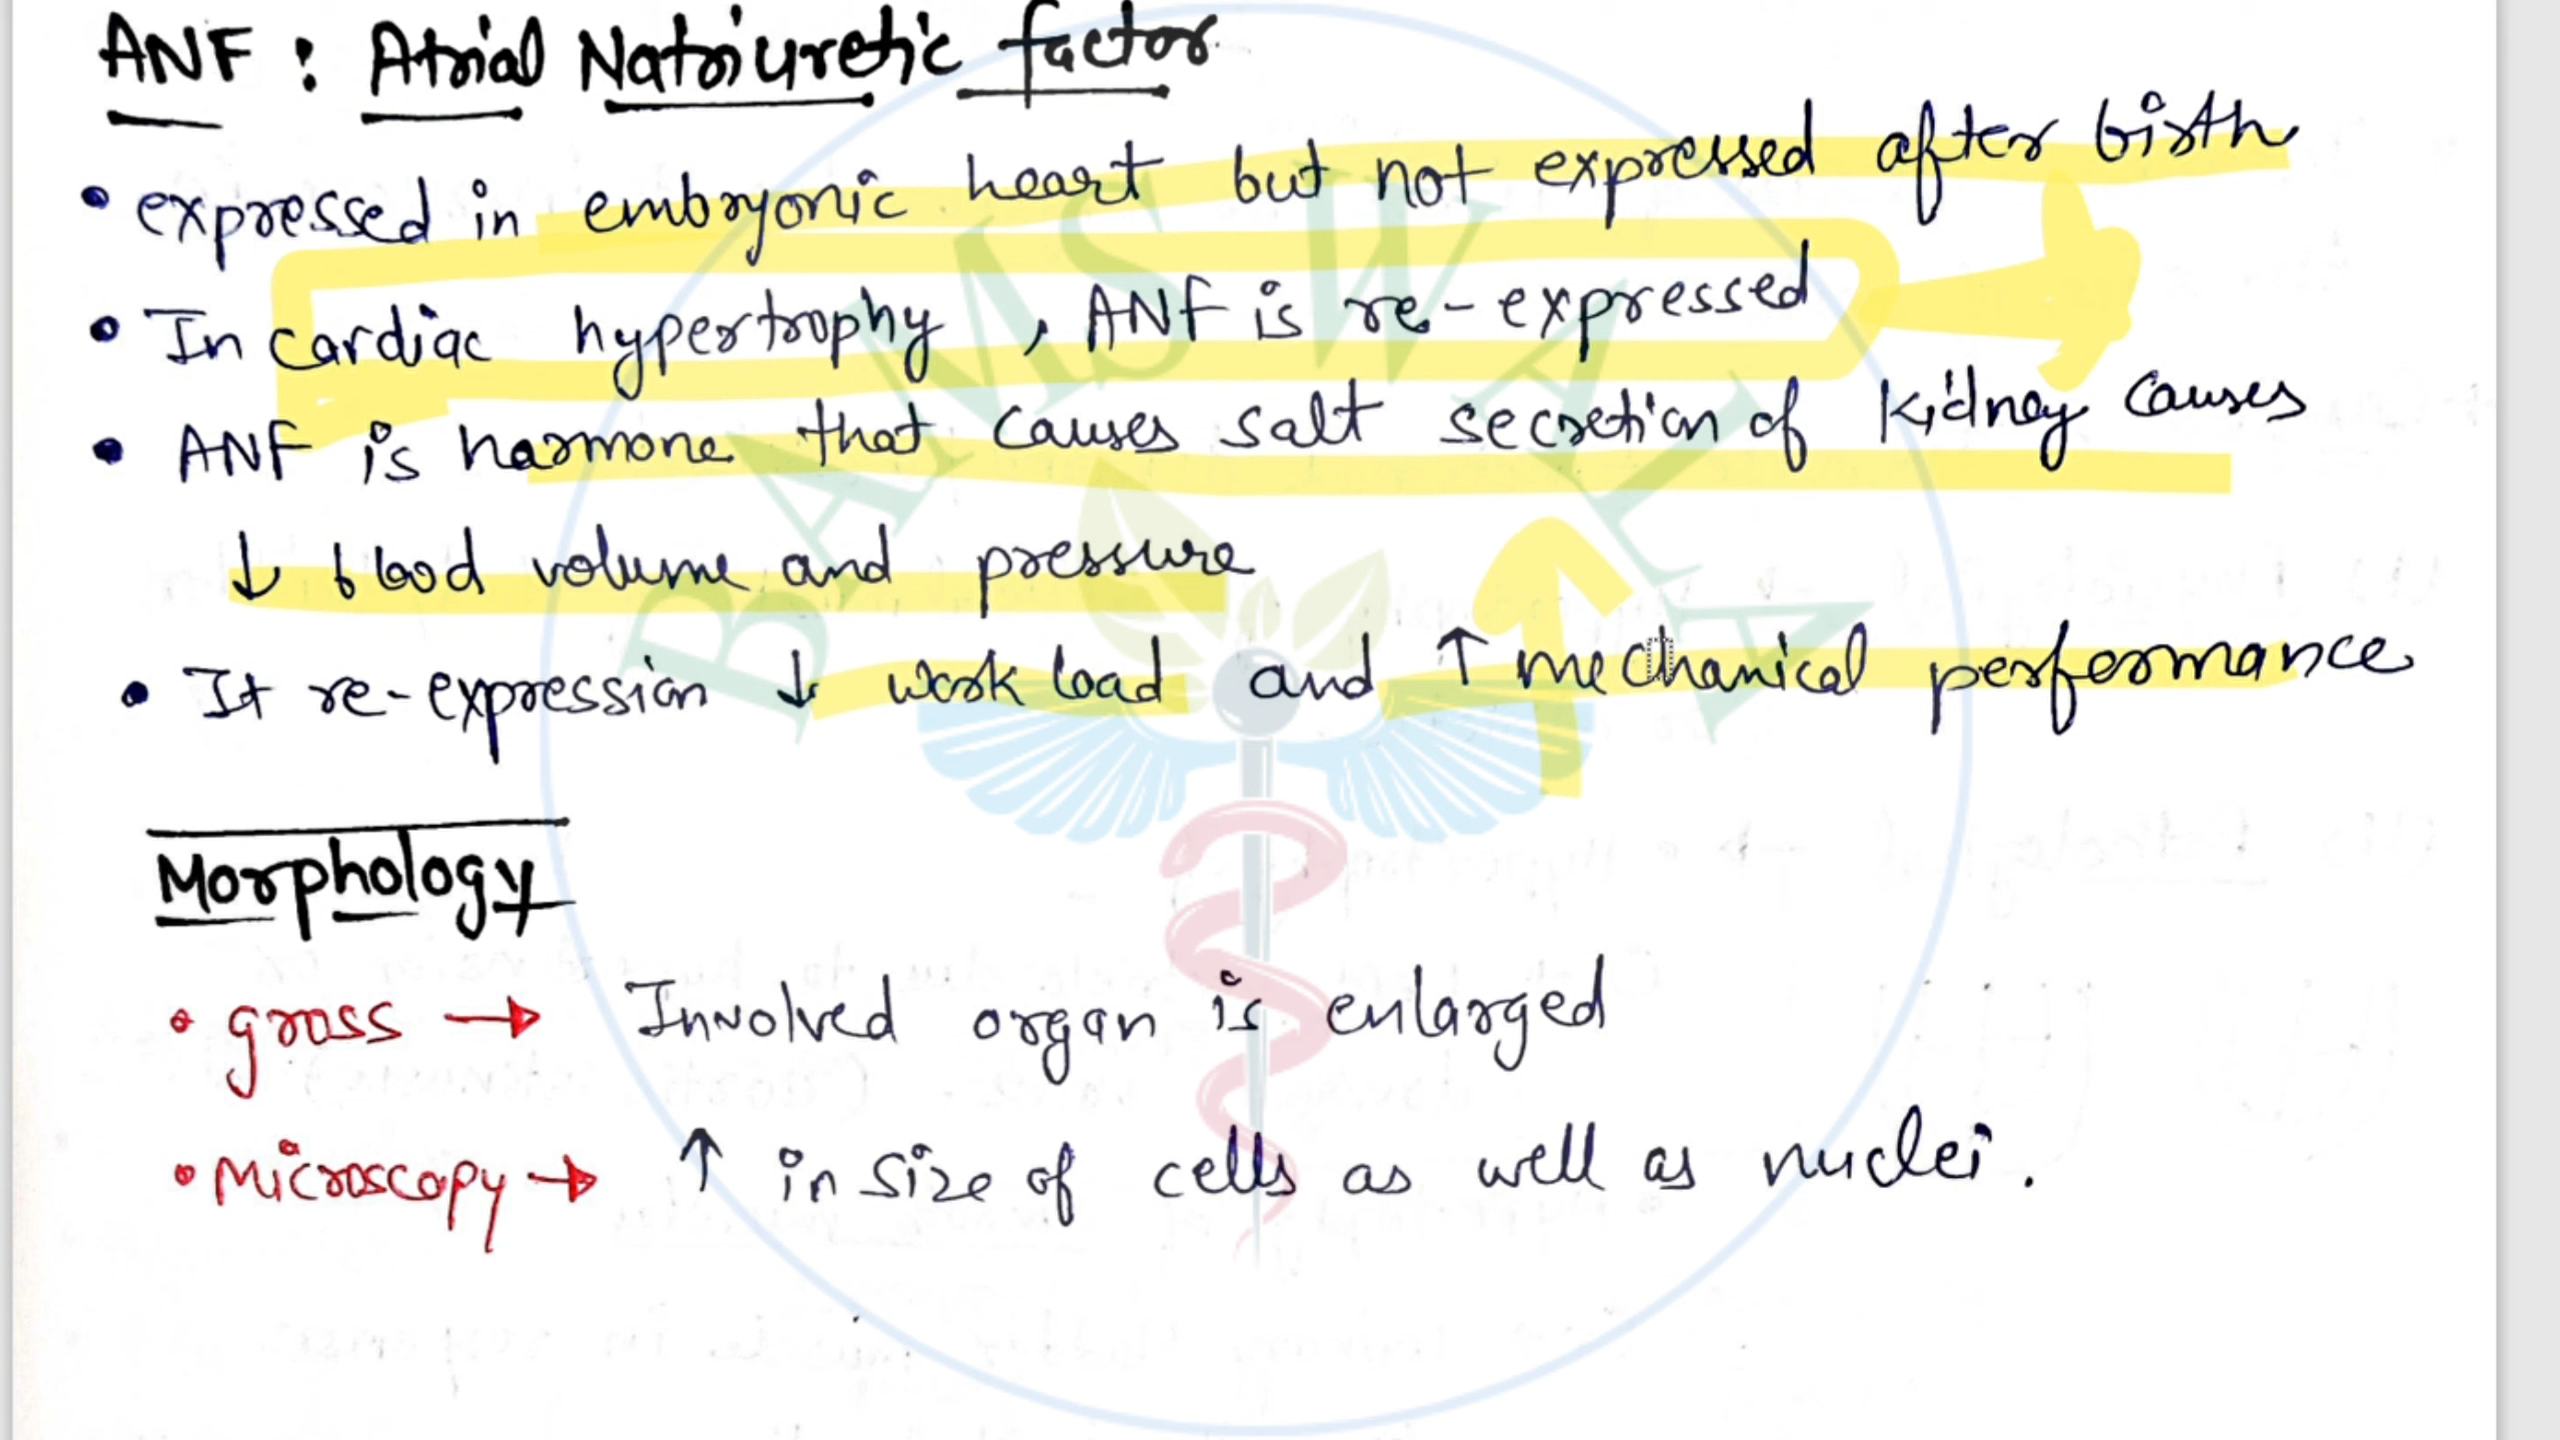 ANF : Atrial Natriuretic factor
• expressed in embryonic heart but not expressed after birth
• In cardiac hypertrophy, ANF is re-expressed
• ANF is harmone that causes salt secretion of kidney causes
↓ blood volume and pressure
• It re-expression ↓ work load and ↑ mechanical performance
Morphology
• gross → Involved organ is enlarged
• Microscopy → ↑ in size of cells as well as nuclei.
BAMS WALLA